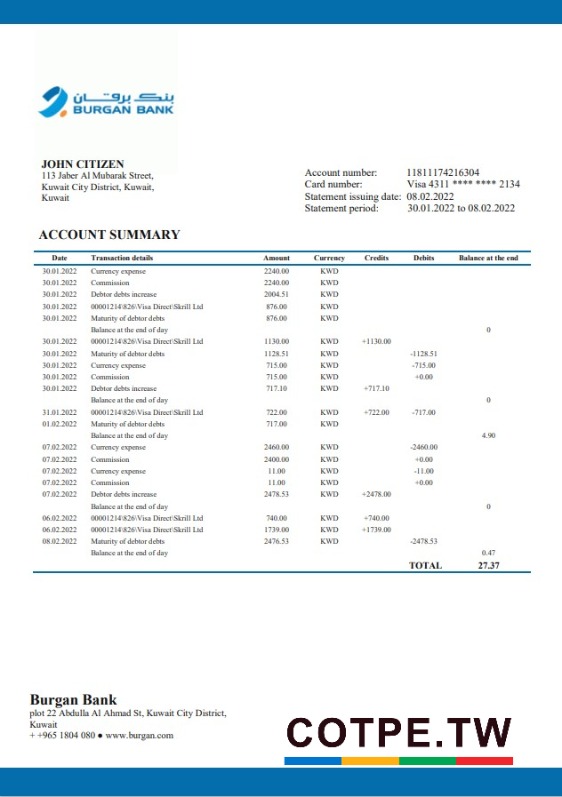 بنك برقان
BURGAN BANK
JOHN CITIZEN
113 Jaber Al Mubarak Street,
Kuwait City District, Kuwait,
Kuwait
Account number: 11811174216304
Card number: Visa 4311 **** **** 2134
Statement issuing date: 08.02.2022
Statement period: 30.01.2022 to 08.02.2022
ACCOUNT SUMMARY
Date Transaction details Amount Currency Credits Debits Balance at the end
30.01.2022 Currency expense 2240.00 KWD
30.01.2022 Commission 2240.00 KWD
30.01.2022 Debtor debts increase 2004.51 KWD
30.01.2022 00001214\826\Visa Direct\Skrill Ltd 876.00 KWD
30.01.2022 Maturity of debtor debts 876.00 KWD
Balance at the end of day 0
30.01.2022 00001214\826\Visa Direct\Skrill Ltd 1130.00 KWD +1130.00
30.01.2022 Maturity of debtor debts 1128.51 KWD -1128.51
30.01.2022 Currency expense 715.00 KWD -715.00
30.01.2022 Commission 715.00 KWD +0.00
30.01.2022 Debtor debts increase 717.10 KWD +717.10
Balance at the end of day 0
31.01.2022 00001214\826\Visa Direct\Skrill Ltd 722.00 KWD +722.00 -717.00
01.02.2022 Maturity of debtor debts 717.00 KWD
Balance at the end of day 4.90
07.02.2022 Currency expense 2460.00 KWD -2460.00
07.02.2022 Commission 2400.00 KWD +0.00
07.02.2022 Currency expense 11.00 KWD -11.00
07.02.2022 Commission 11.00 KWD +0.00
07.02.2022 Debtor debts increase 2478.53 KWD +2478.00
Balance at the end of day 0
06.02.2022 00001214\826\Visa Direct\Skrill Ltd 740.00 KWD +740.00
06.02.2022 00001214\826\Visa Direct\Skrill Ltd 1739.00 KWD +1739.00
08.02.2022 Maturity of debtor debts 2476.53 KWD -2478.53
Balance at the end of day 0.47
TOTAL 27.37
Burgan Bank
plot 22 Abdulla Al Ahmad St, Kuwait City District,
Kuwait
+ +965 1804 080 ● www.burgan.com
COTPE.TW